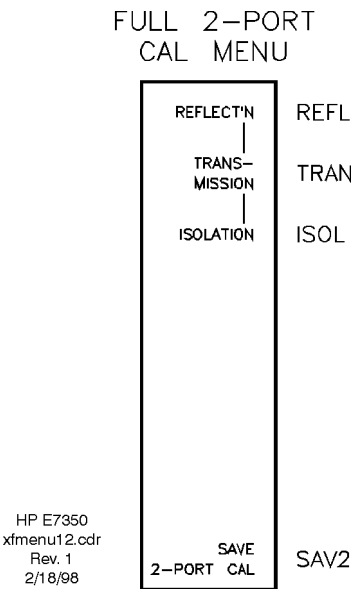 FULL 2-PORT
CAL MENU
REFLECT'N REFL
TRANS-
MISSION TRAN
ISOLATION ISOL
HP E7350
xfmenu12.cdr
Rev. 1
2/18/98
SAVE
2-PORT CAL SAV2